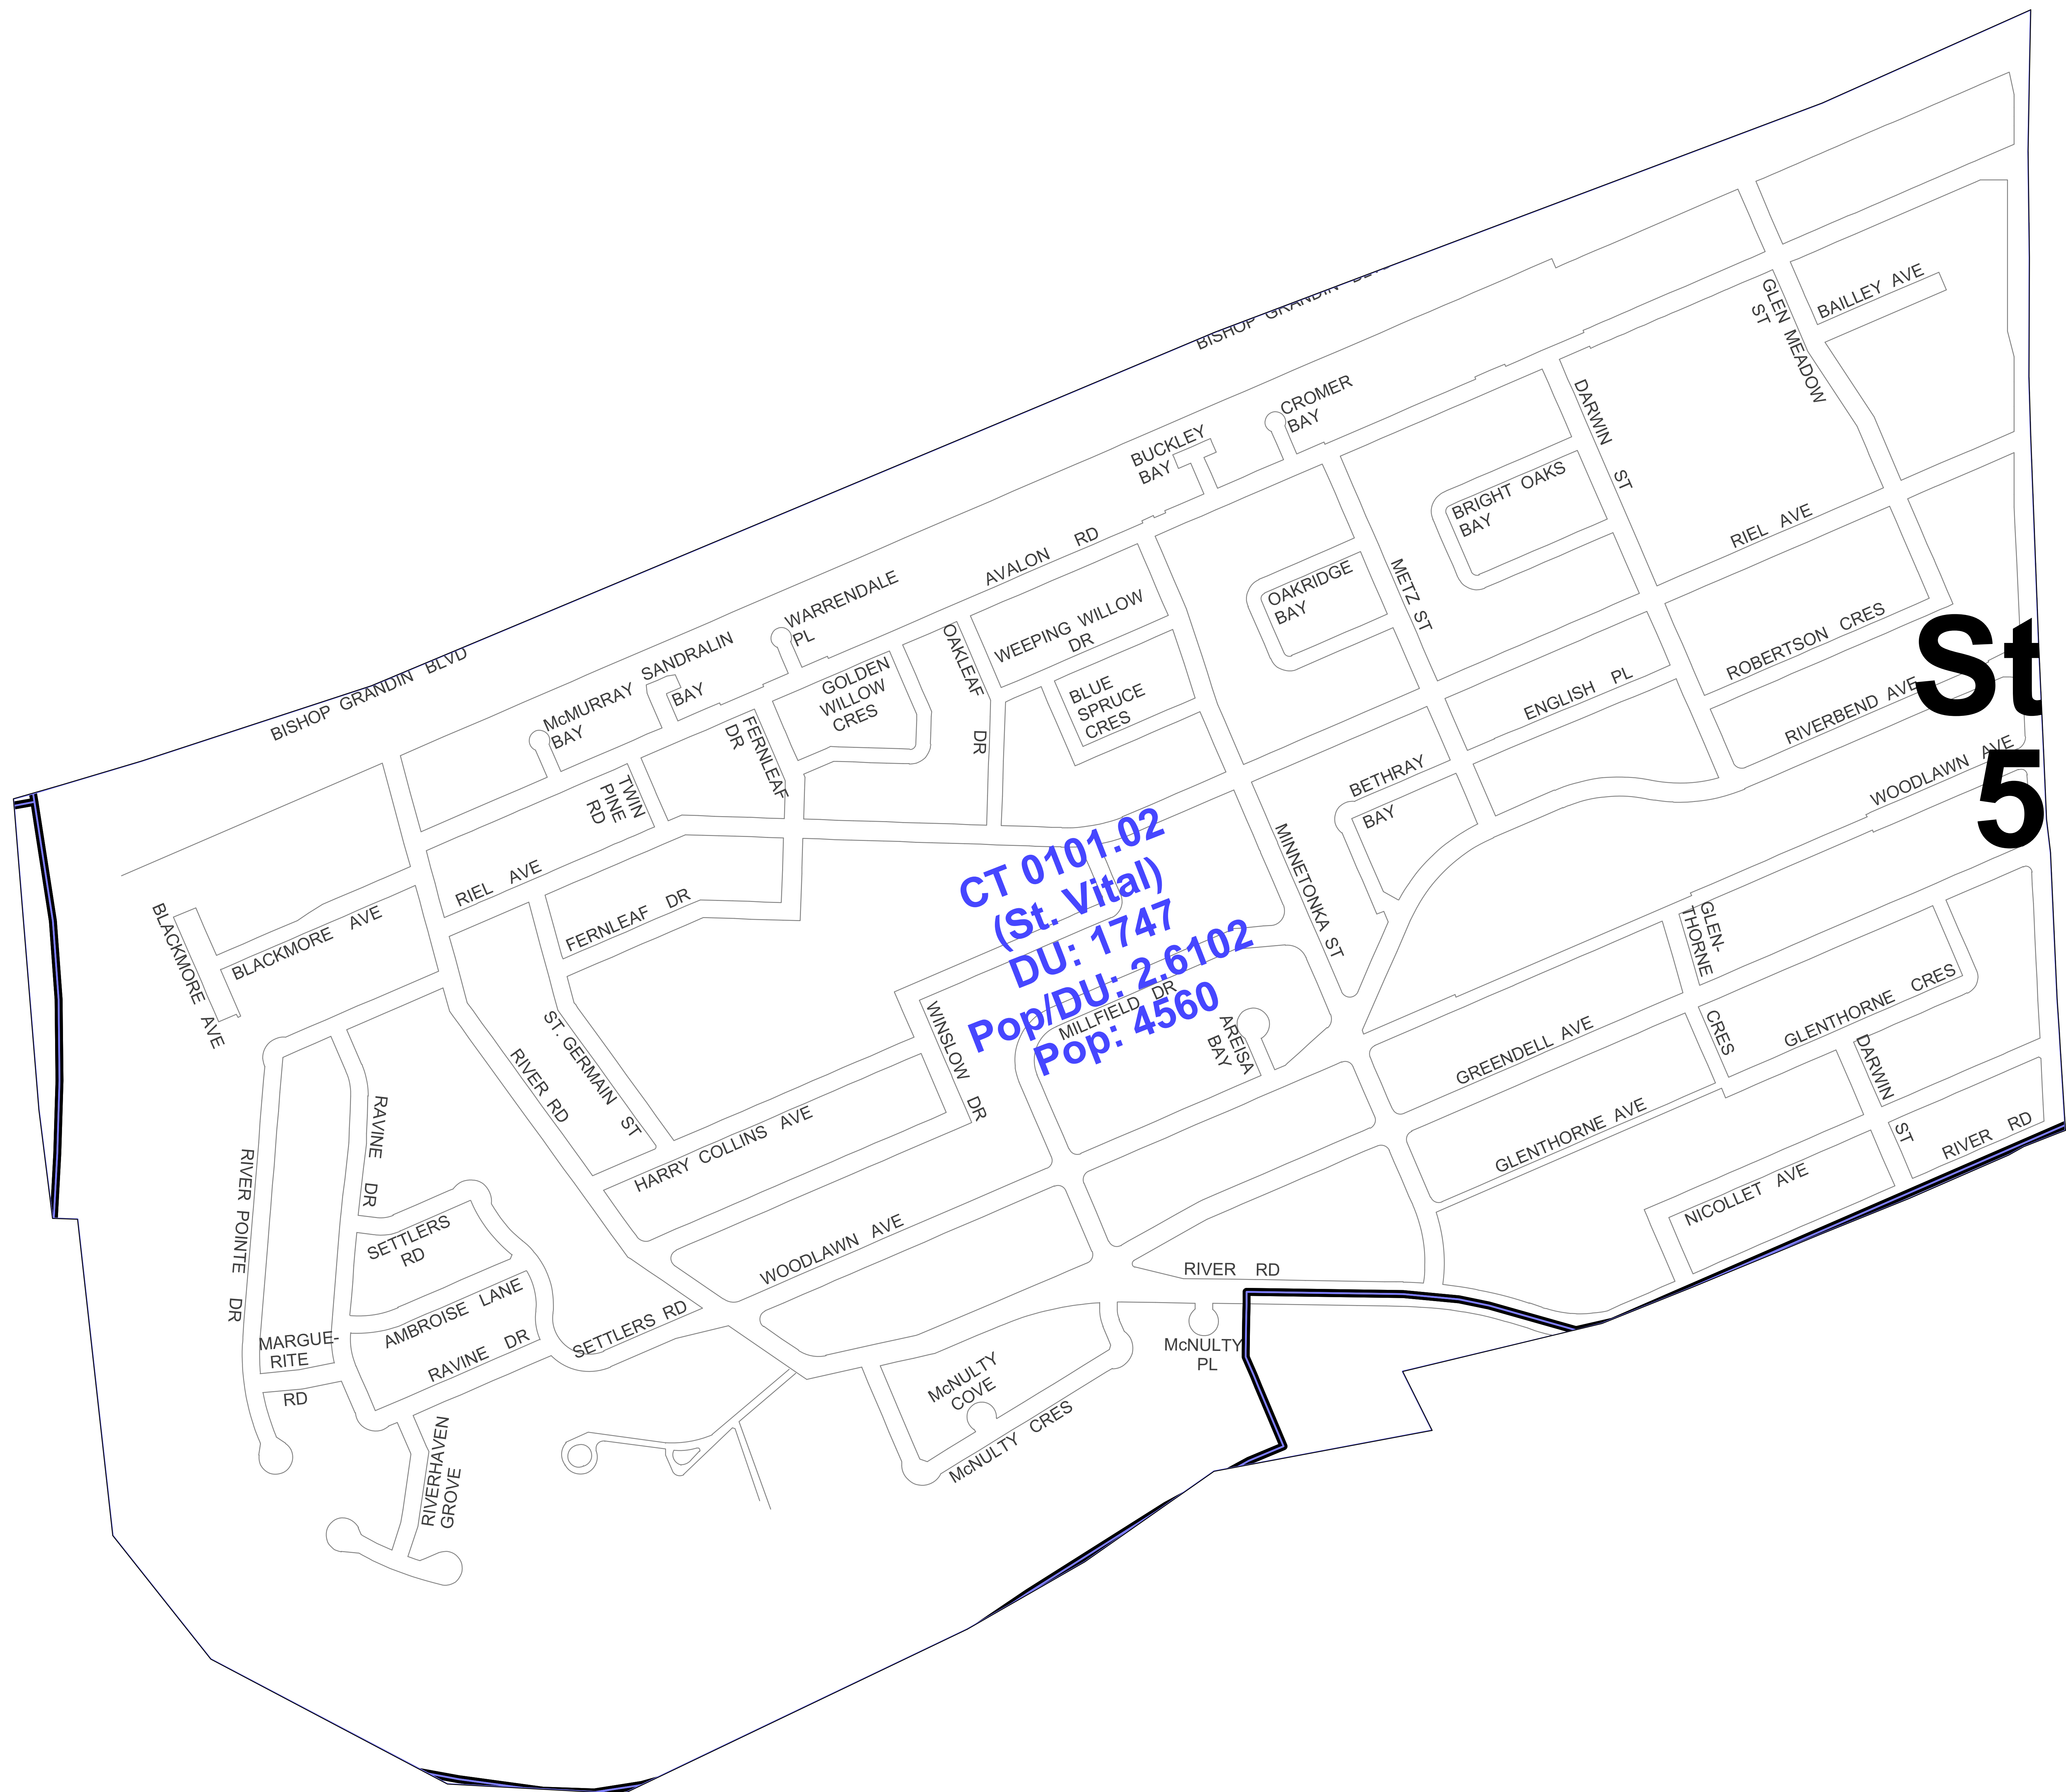 BISHOP GRANDIN BLVD
BISHOP GRANDIN
GLEN MEADOW
ST
BAILLEY AVE
CROMER
BAY
BUCKLEY
BAY
DARWIN ST
BRIGHT OAKS
BAY
RIEL AVE
AVALON RD
WARRENDALE
PL
METZ ST
OAKRIDGE
BAY
WEEPING WILLOW
DR
SANDRALIN
BAY
McMURRAY
BAY
GOLDEN
WILLOW
CRES
OAKLEAF DR
BLUE
SPRUCE
CRES
ENGLISH PL
ROBERTSON CRES
RIVERBEND AVE
St
5
WOODLAWN AVE
FERNLEAF
DR
TWIN
PINE
RD
BETHRAY
BAY
MINNETONKA ST
RIEL AVE
FERNLEAF DR
BLACKMORE AVE
BLACKMORE AVE
CT 0101.02
(St. Vital)
DU: 1747
Pop/DU: 2.6102
Pop: 4560
MILLFIELD DR
AREISA
BAY
WINSLOW DR
GLEN-
THORNE
CRES
GLENTHORNE CRES
GREENDELL AVE
GLENTHORNE AVE
DARWIN ST
RIVER RD
NICOLLET AVE
ST. GERMAIN ST
RIVER RD
HARRY COLLINS AVE
WOODLAWN AVE
RAVINE DR
RIVER POINTE DR
SETTLERS
RD
AMBROISE LANE
SETTLERS RD
RAVINE DR
MARGUE-
RITE
RD
RIVER RD
McNULTY
PL
McNULTY
COVE
McNULTY CRES
RIVERHAVEN
GROVE